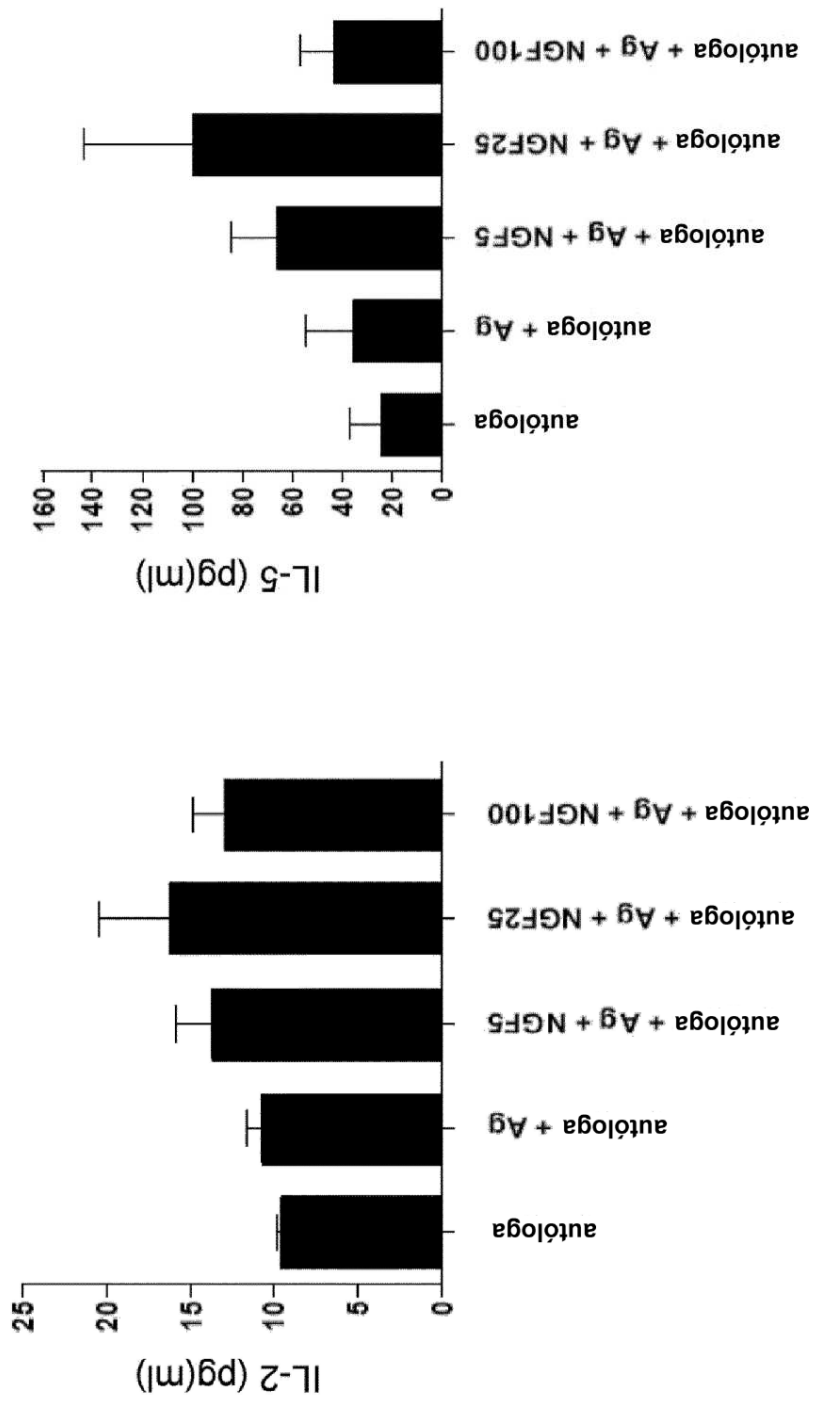 IL-2 (pg(ml)
25
20
15
10
5
0
autóloga
autóloga + Ag
autóloga + Ag + NGF5
autóloga + Ag + NGF25
autóloga + Ag + NGF100
IL-5 (pg(ml)
160
140
120
100
80
60
40
20
0
autóloga
autóloga + Ag
autóloga + Ag + NGF5
autóloga + Ag + NGF25
autóloga + Ag + NGF100